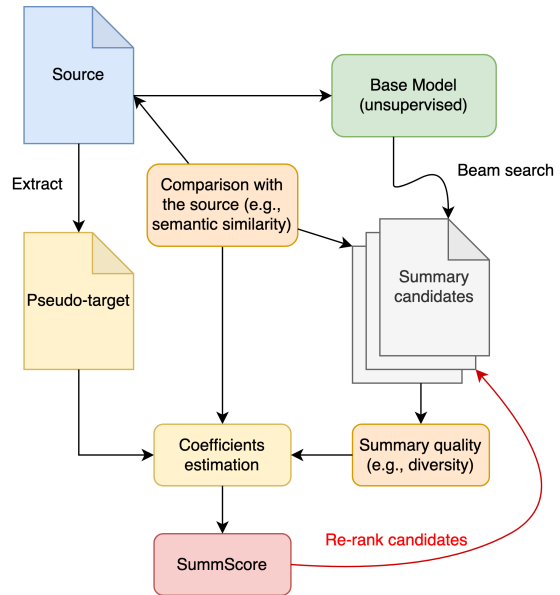 Source
Base Model
(unsupervised)
Extract
Beam search
Comparison with
the source (e.g.,
semantic similarity)
Pseudo-target
Summary
candidates
Coefficients
estimation
Summary quality
(e.g., diversity)
SummScore
Re-rank candidates